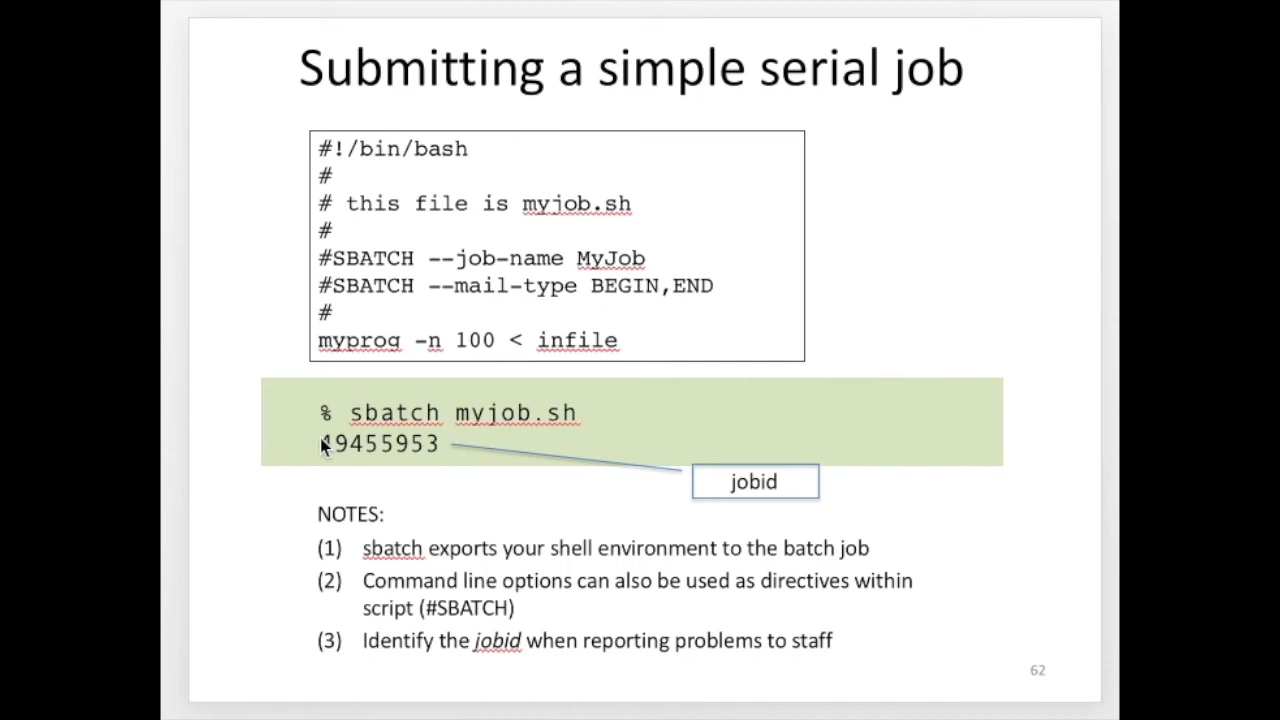 Submitting a simple serial job
#!/bin/bash
#
# this file is myjob.sh
#
#SBATCH --job-name MyJob
#SBATCH --mail-type BEGIN,END
#
myprog -n 100 < infile
% sbatch myjob.sh
49455953
jobid
NOTES:
(1) sbatch exports your shell environment to the batch job
(2) Command line options can also be used as directives within
script (#SBATCH)
(3) Identify the jobid when reporting problems to staff
62